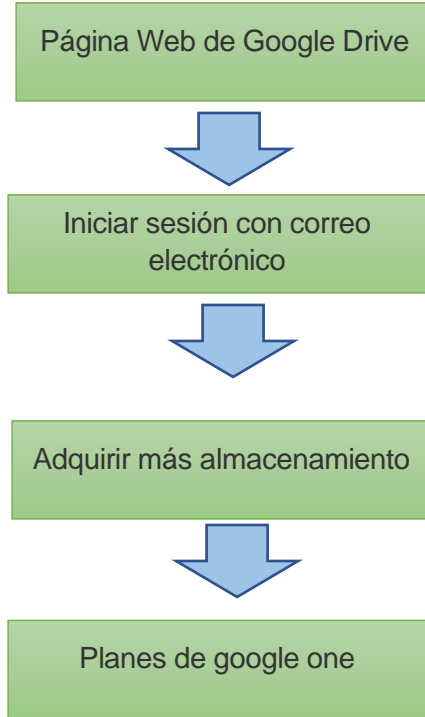 Página Web de Google Drive
Iniciar sesión con correo
electrónico
Adquirir más almacenamiento
Planes de google one